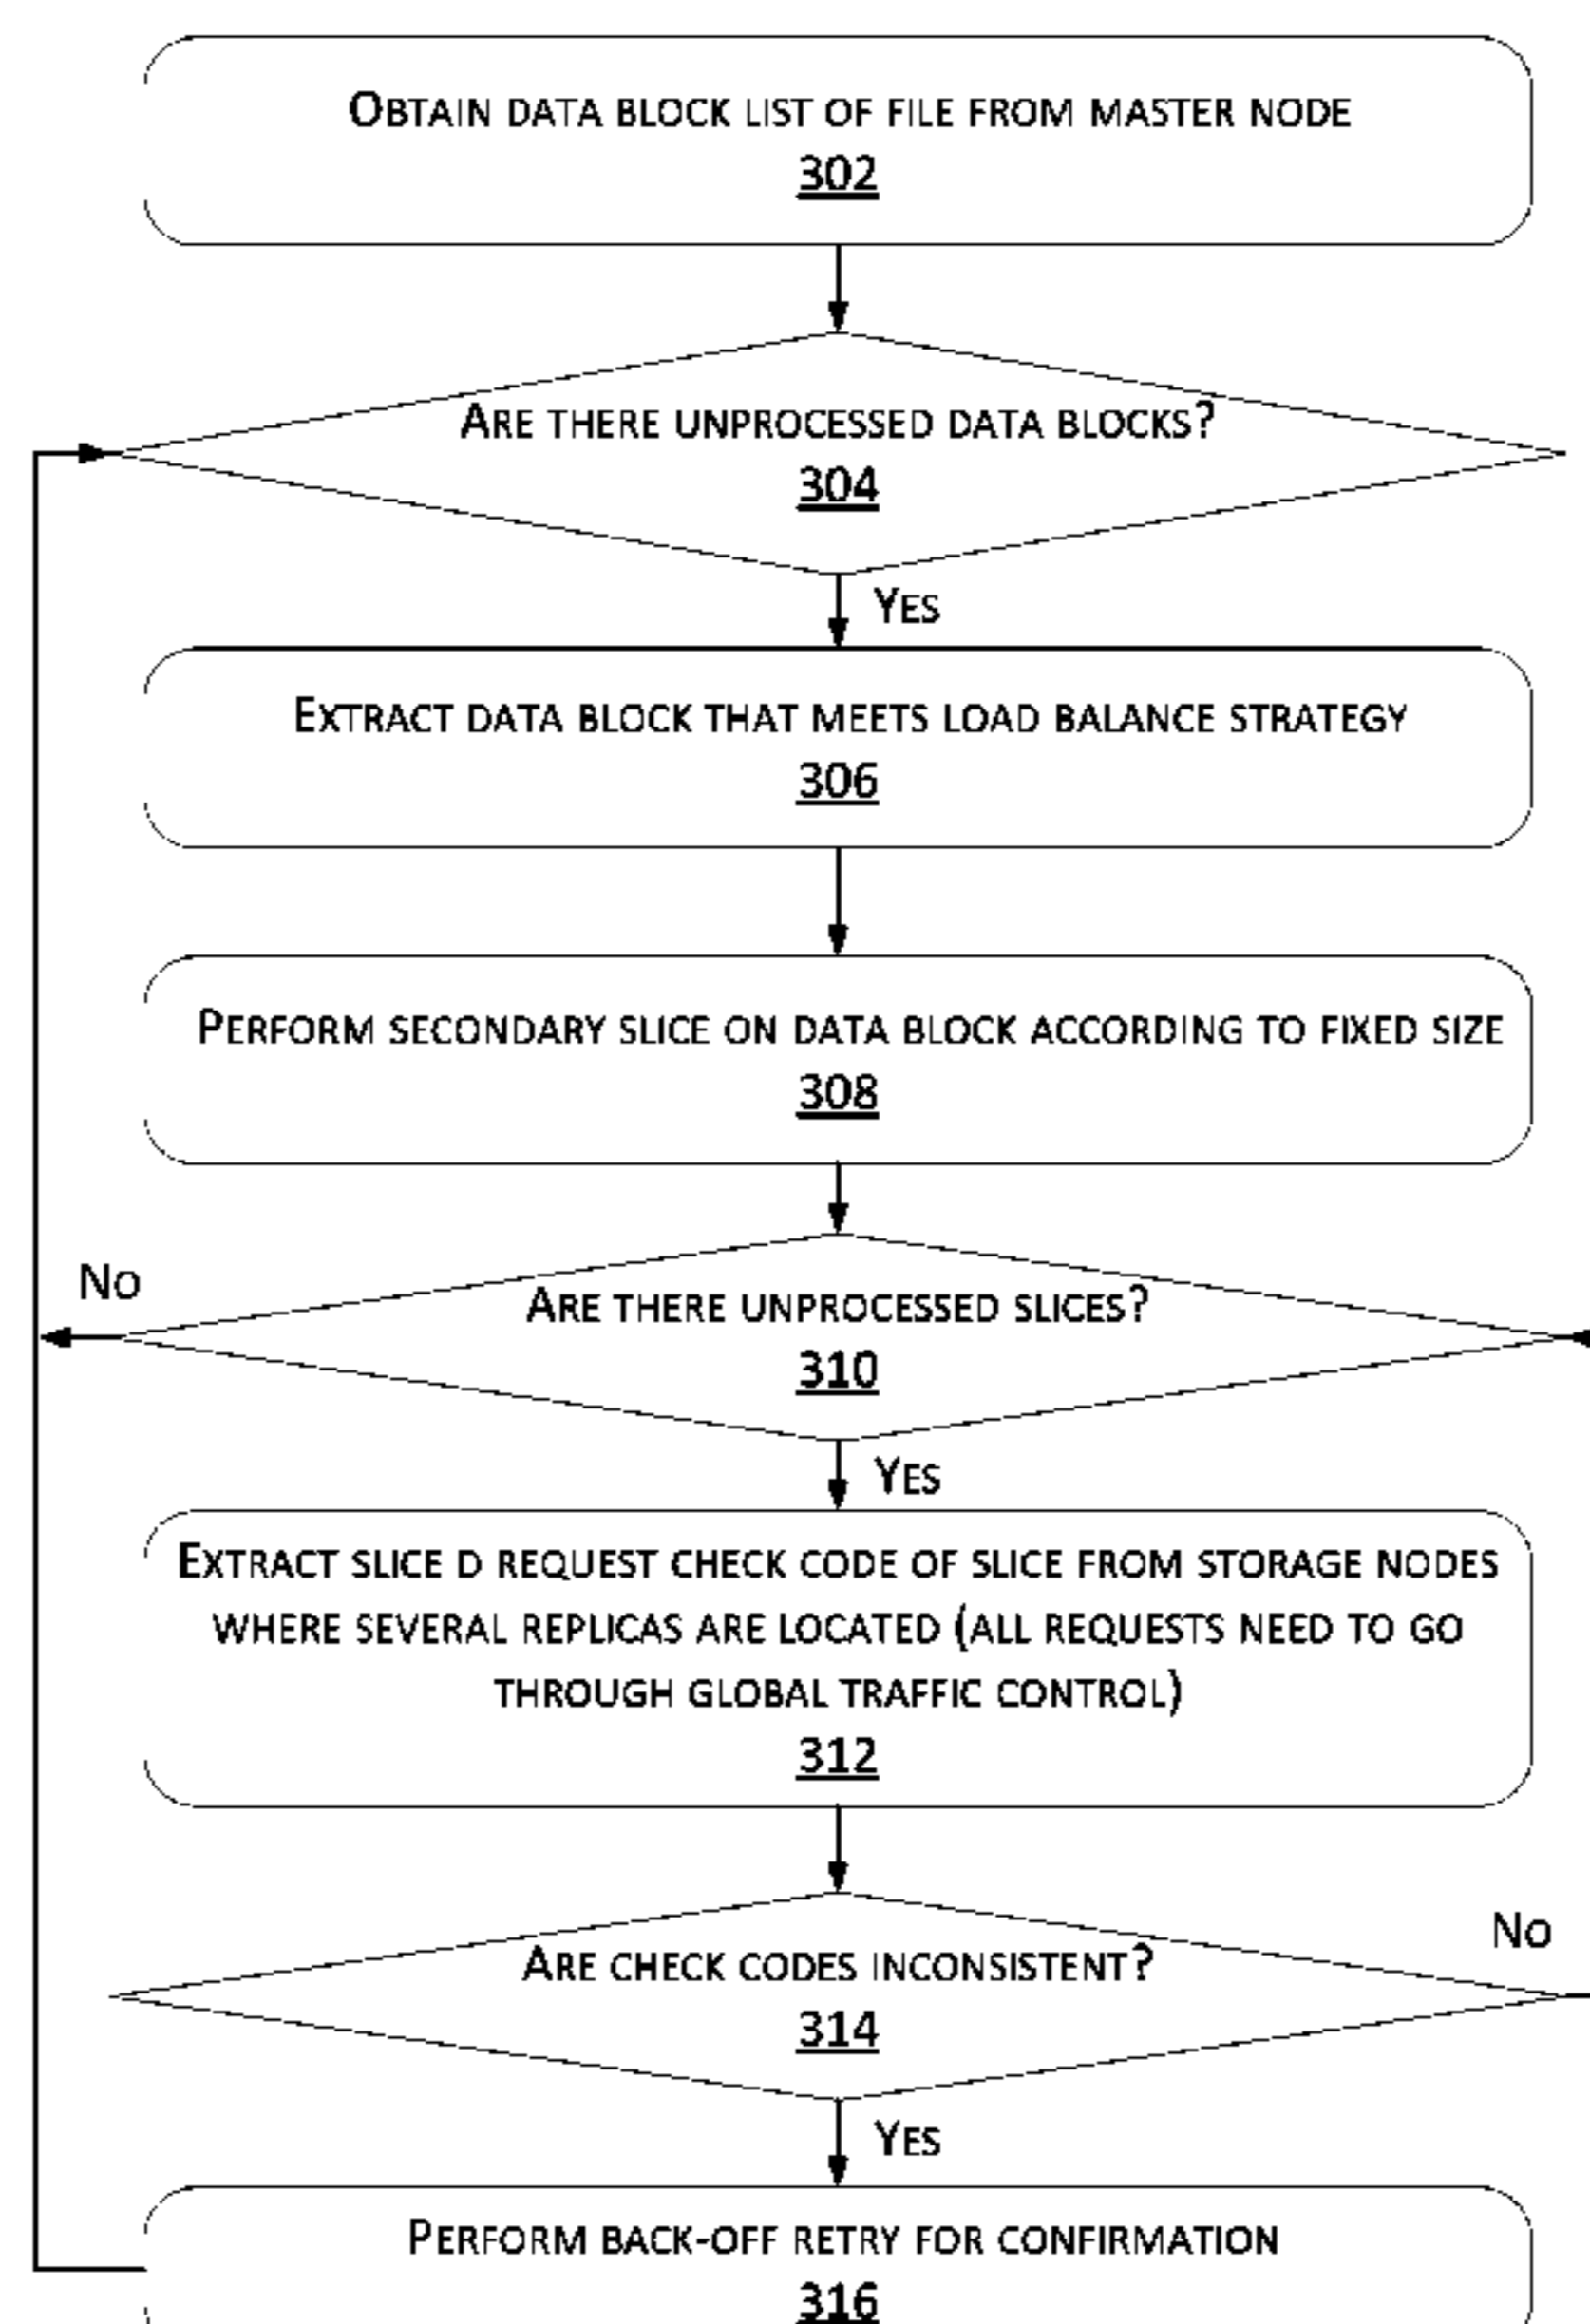 OBTAIN DATA BLOCK LIST OF FILE FROM MASTER NODE
302
ARE THERE UNPROCESSED DATA BLOCKS?
304
YES
EXTRACT DATA BLOCK THAT MEETS LOAD BALANCE STRATEGY
306
PERFORM SECONDARY SLICE ON DATA BLOCK ACCORDING TO FIXED SIZE
308
NO
ARE THERE UNPROCESSED SLICES?
310
YES
EXTRACT SLICE D REQUEST CHECK CODE OF SLICE FROM STORAGE NODES
WHERE SEVERAL REPLICAS ARE LOCATED (ALL REQUESTS NEED TO GO
THROUGH GLOBAL TRAFFIC CONTROL)
312
NO
ARE CHECK CODES INCONSISTENT?
314
YES
PERFORM BACK-OFF RETRY FOR CONFIRMATION
316